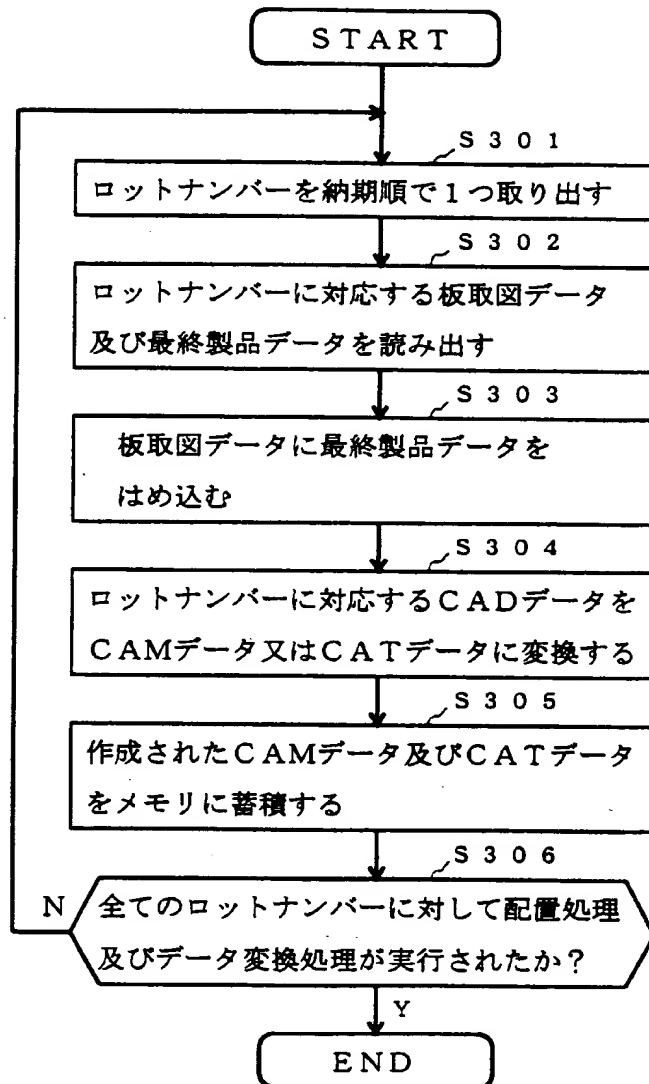 START
S301
ロットナンバーを納期順で1つ取り出す
S302
ロットナンバーに対応する板取図データ
及び最終製品データを読み出す
S303
板取図データに最終製品データを
はめ込む
S304
ロットナンバーに対応するCADデータを
CAMデータ又はCATデータに変換する
S305
作成されたCAMデータ及びCATデータ
をメモリに蓄積する
S306
N
全てのロットナンバーに対して配置処理
及びデータ変換処理が実行されたか?
Y
END